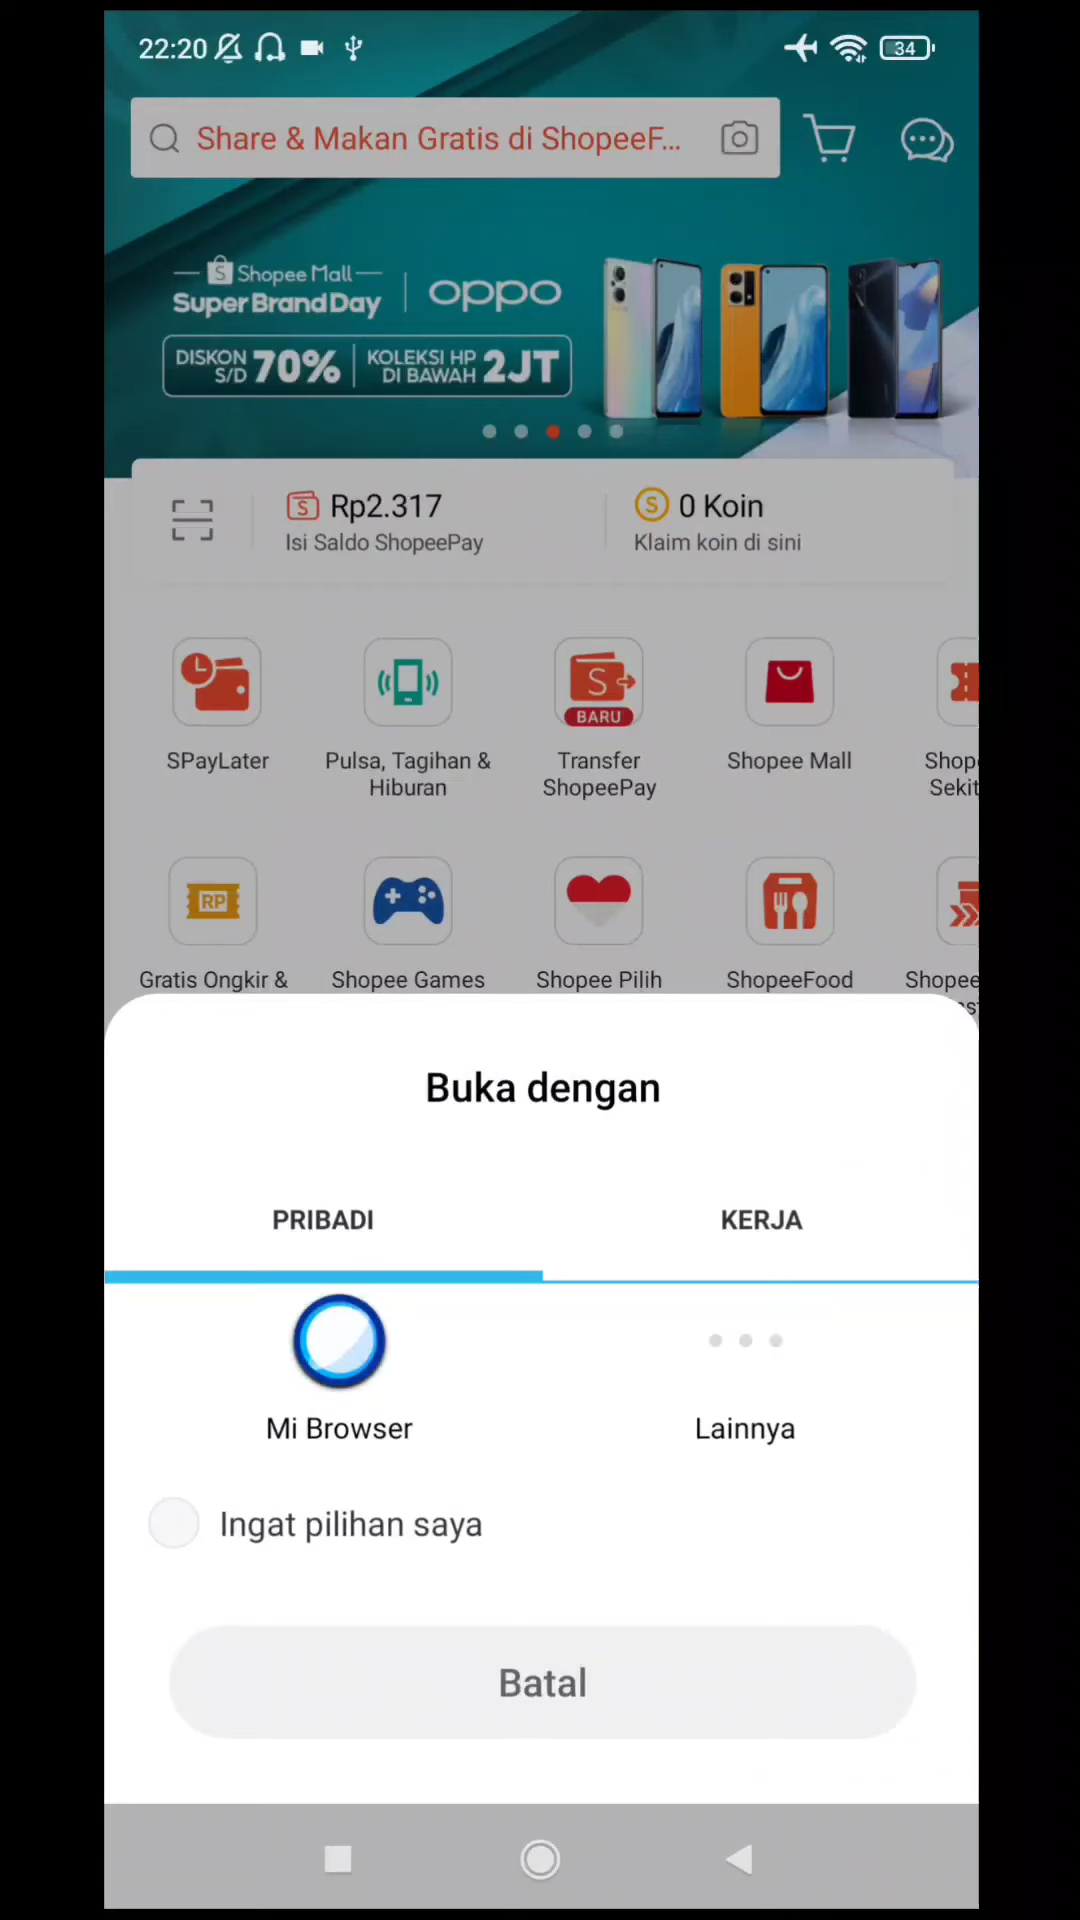 22:20
34
Share & Makan Gratis di ShopeeF...
Shopee Mall
Super Brand Day
oppo
DISKON S/D 70%
KOLEKSI HP DI BAWAH 2JT
Rp2.317
0 Koin
Isi Saldo ShopeePay
Klaim koin di sini
BARU
SPayLater
Pulsa, Tagihan & Hiburan
Transfer ShopeePay
Shopee Mall
Shop
Sekit
RP
Gratis Ongkir &
Shopee Games
Shopee Pilih
ShopeeFood
Shopee
Buka dengan
PRIBADI
KERJA
Mi Browser
Lainnya
Ingat pilihan saya
Batal